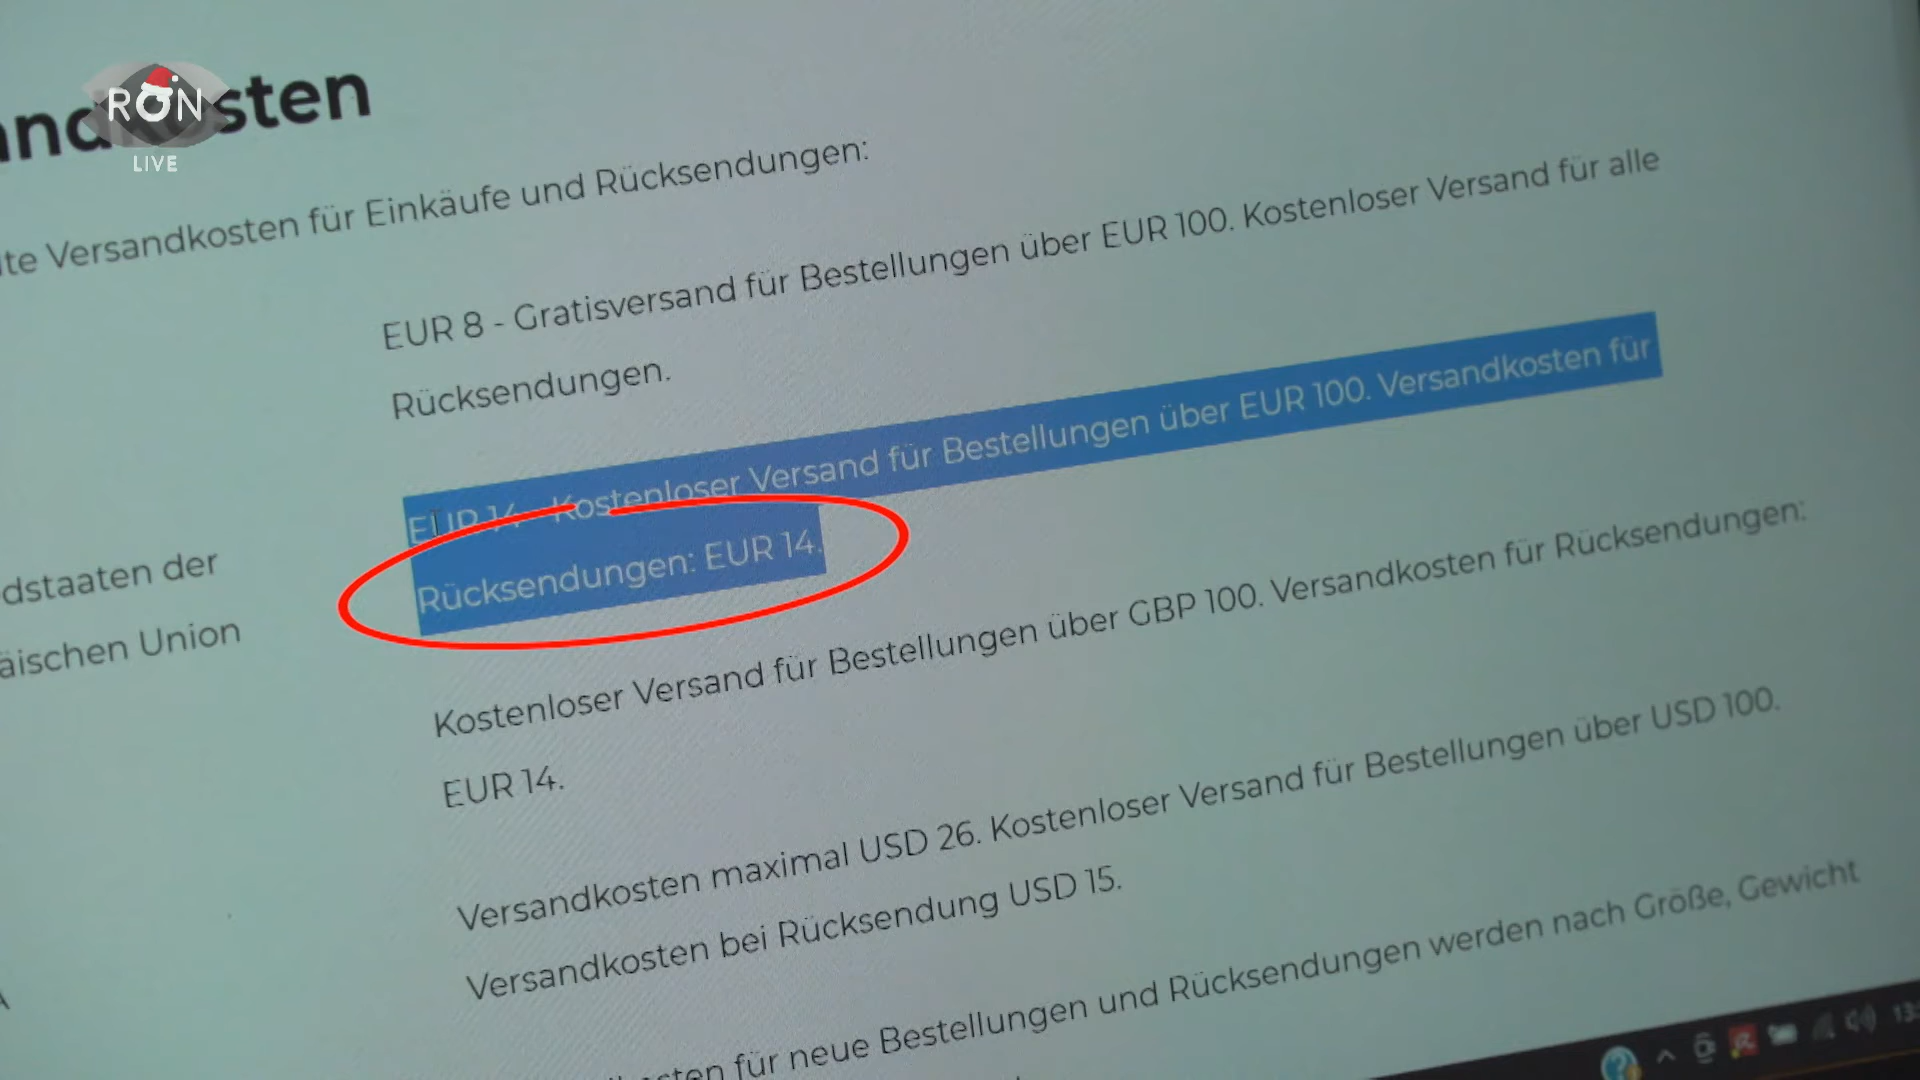 RON
LIVE
sten
Versandkosten für Einkäufe und Rücksendungen:
EUR 8 - Gratisversand für Bestellungen über EUR 100. Kostenloser Versand für alle
Rücksendungen.
EUR 14 - Kostenloser Versand für Bestellungen über EUR 100. Versandkosten für
Rücksendungen: EUR 14.
dstaaten der
äischen Union
Kostenloser Versand für Bestellungen über GBP 100. Versandkosten für Rücksendungen:
EUR 14.
Versandkosten maximal USD 26. Kostenloser Versand für Bestellungen über USD 100.
Versandkosten bei Rücksendung USD 15.
für neue Bestellungen und Rücksendungen werden nach Größe, Gewicht